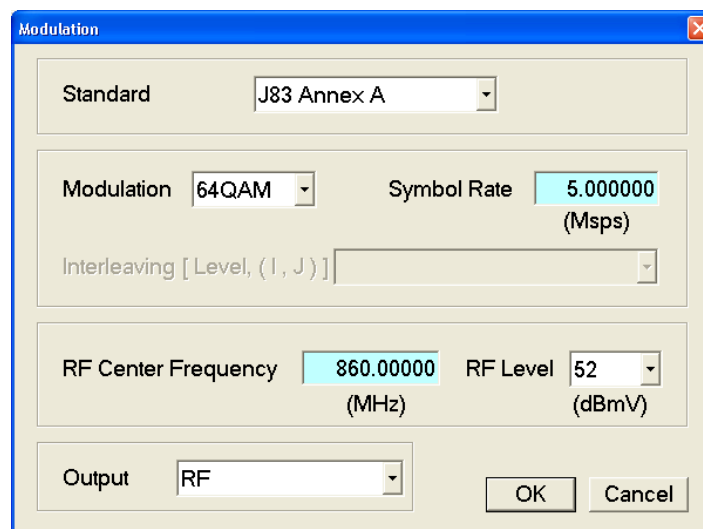 Modulation
Standard J83 Annex A
Modulation 64QAM Symbol Rate 5.000000
(Msps)
Interleaving [ Level, ( I , J ) ]
RF Center Frequency 860.00000 RF Level 52
(MHz) (dBmV)
Output RF
OK Cancel